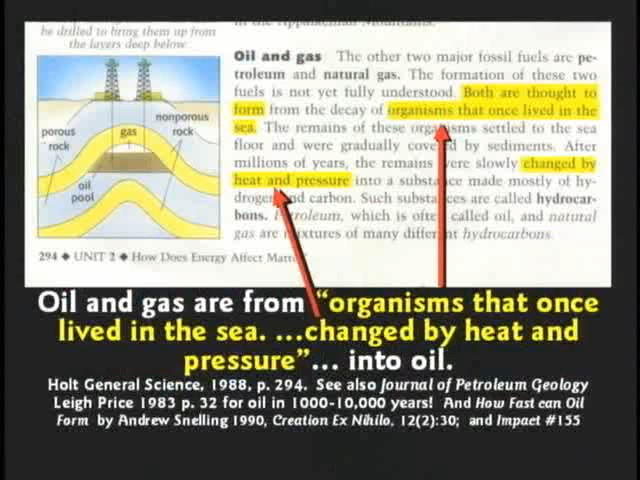 in the Appalachian Mountains.
be drilled to bring them up from
the layers deep below
porous
rock
gas
nonporous
rock
oil
pool
Oil and gas The other two major fossil fuels are pe-
troleum and natural gas. The formation of these two
fuels is not yet fully understood. Both are thought to
form from the decay of organisms that once lived in the
sea. The remains of these organisms settled to the sea
floor and were gradually covered by sediments. After
millions of years, the remains were slowly changed by
heat and pressure into a substance made mostly of hy-
drogen and carbon. Such substances are called hydrocar-
bons. Petroleum, which is often called oil, and natural
gas are mixtures of many different hydrocarbons.
294 ◆ UNIT 2 ◆ How Does Energy Affect Matt
Oil and gas are from “organisms that once
lived in the sea. ...changed by heat and
pressure”... into oil.
Holt General Science, 1988, p. 294. See also Journal of Petroleum Geology
Leigh Price 1983 p. 32 for oil in 1000-10,000 years! And How Fast can Oil
Form by Andrew Snelling 1990, Creation Ex Nihilo, 12(2):30; and Impact #155